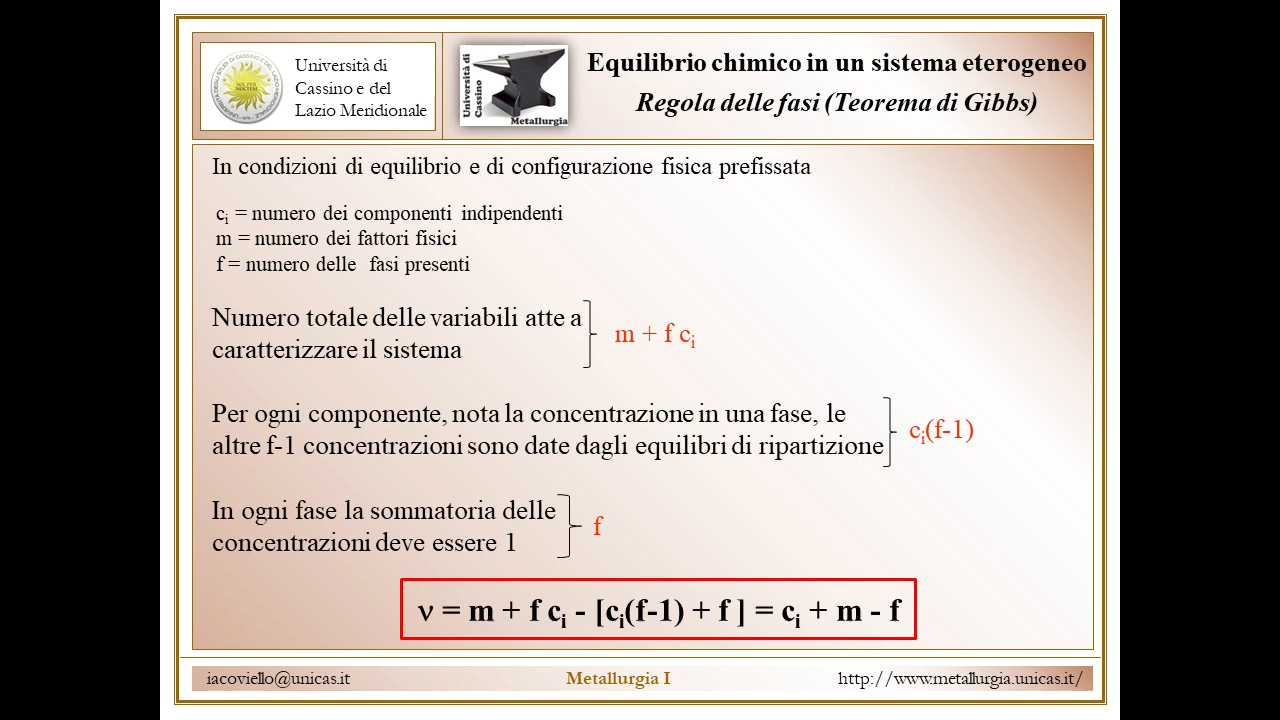 Università di
Cassino e del
Lazio Meridionale
Università di
Cassino
Metallurgia
Equilibrio chimico in un sistema eterogeneo
Regola delle fasi (Teorema di Gibbs)
In condizioni di equilibrio e di configurazione fisica prefissata
cᵢ = numero dei componenti indipendenti
m = numero dei fattori fisici
f = numero delle fasi presenti
Numero totale delle variabili atte a
caratterizzare il sistema
m + f cᵢ
Per ogni componente, nota la concentrazione in una fase, le
altre f-1 concentrazioni sono date dagli equilibri di ripartizione
cᵢ(f-1)
In ogni fase la sommatoria delle
concentrazioni deve essere 1
f
ν = m + f cᵢ - [cᵢ(f-1) + f ] = cᵢ + m - f
iacoviello@unicas.it
Metallurgia I
http://www.metallurgia.unicas.it/